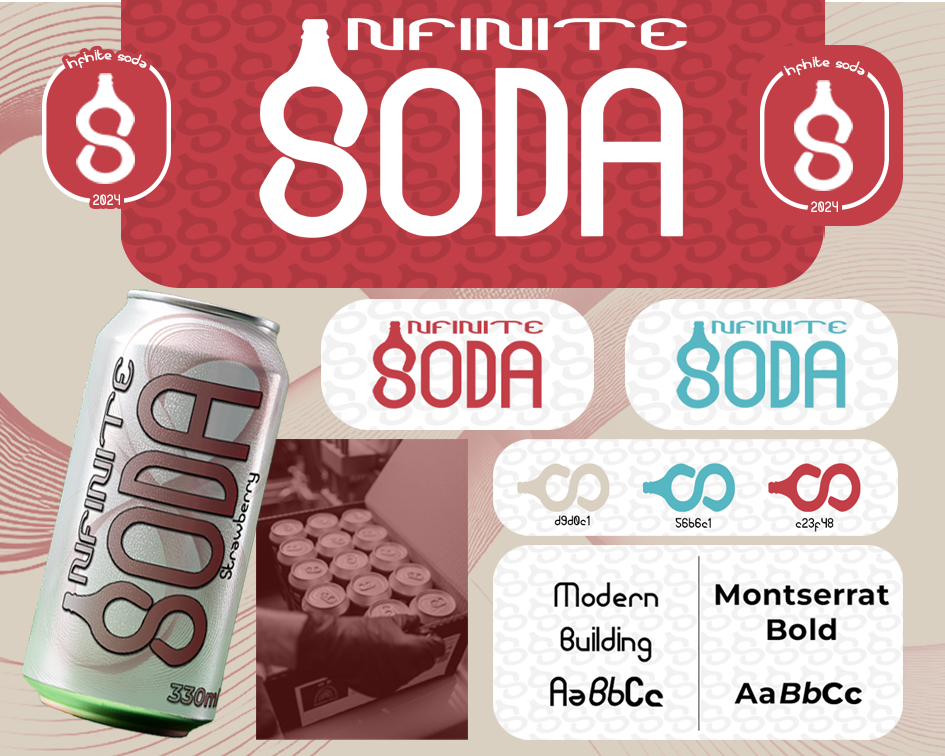 NFINITE
SODA
Infinite soda
2024
Infinite soda
2024
NFINITE
SODA
Strawberry
330ml
NFINITE
SODA
NFINITE
SODA
d9d0c1
56b6c1
c23f48
Modern
Building
AaBbCc
Montserrat
Bold
AaBbCc